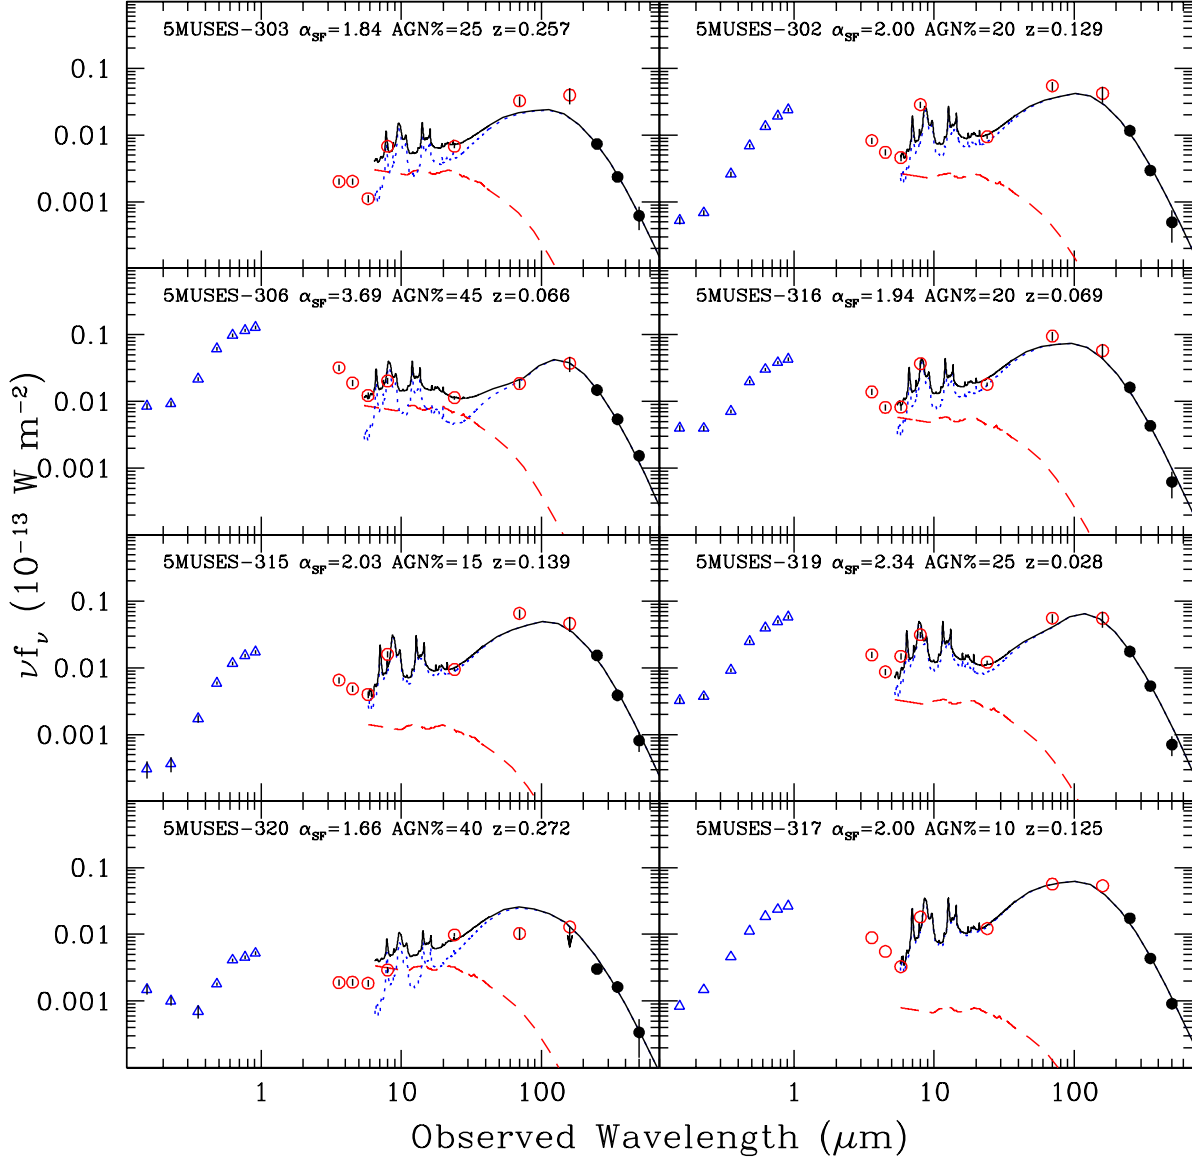 5MUSES-303 αSF=1.84 AGN%=25 z=0.257
5MUSES-302 αSF=2.00 AGN%=20 z=0.129
0.1
0.01
0.001
5MUSES-306 αSF=3.69 AGN%=45 z=0.066
5MUSES-316 αSF=1.94 AGN%=20 z=0.069
0.1
0.01
0.001
5MUSES-315 αSF=2.03 AGN%=15 z=0.139
5MUSES-319 αSF=2.34 AGN%=25 z=0.028
0.1
0.01
0.001
5MUSES-320 αSF=1.66 AGN%=40 z=0.272
5MUSES-317 αSF=2.00 AGN%=10 z=0.125
0.1
0.01
0.001
νfν (10−13 W m−2)
1 10 100 1 10 100
Observed Wavelength (μm)